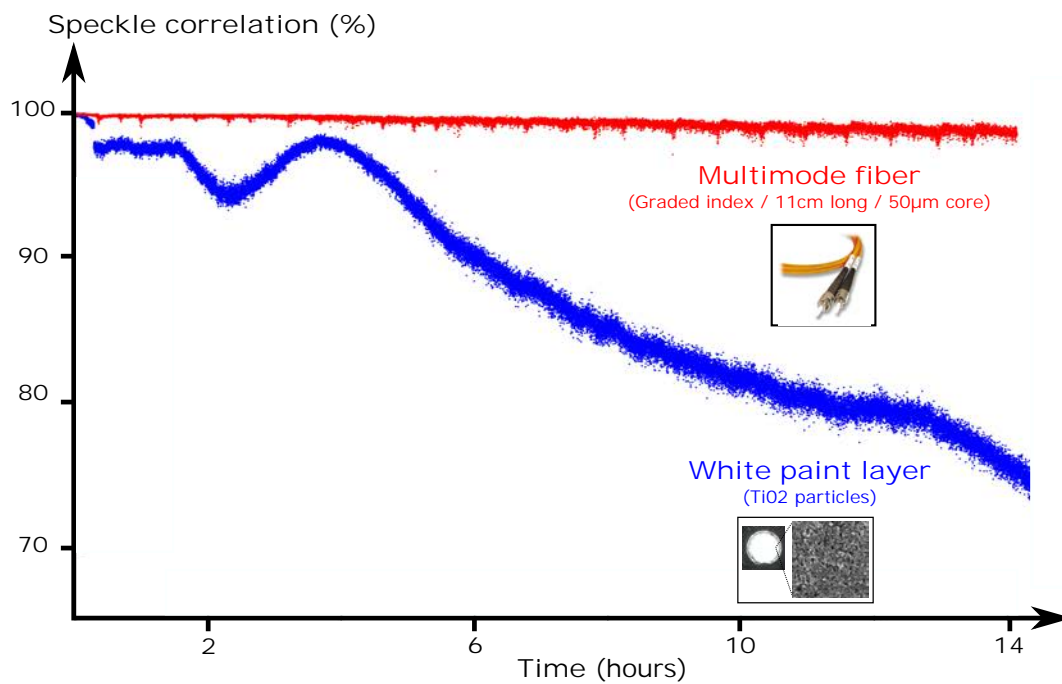 Speckle correlation (%)
100
90
80
70
Multimode fiber
(Graded index / 11cm long / 50µm core)
White paint layer
(Ti02 particles)
2
6
10
14
Time (hours)